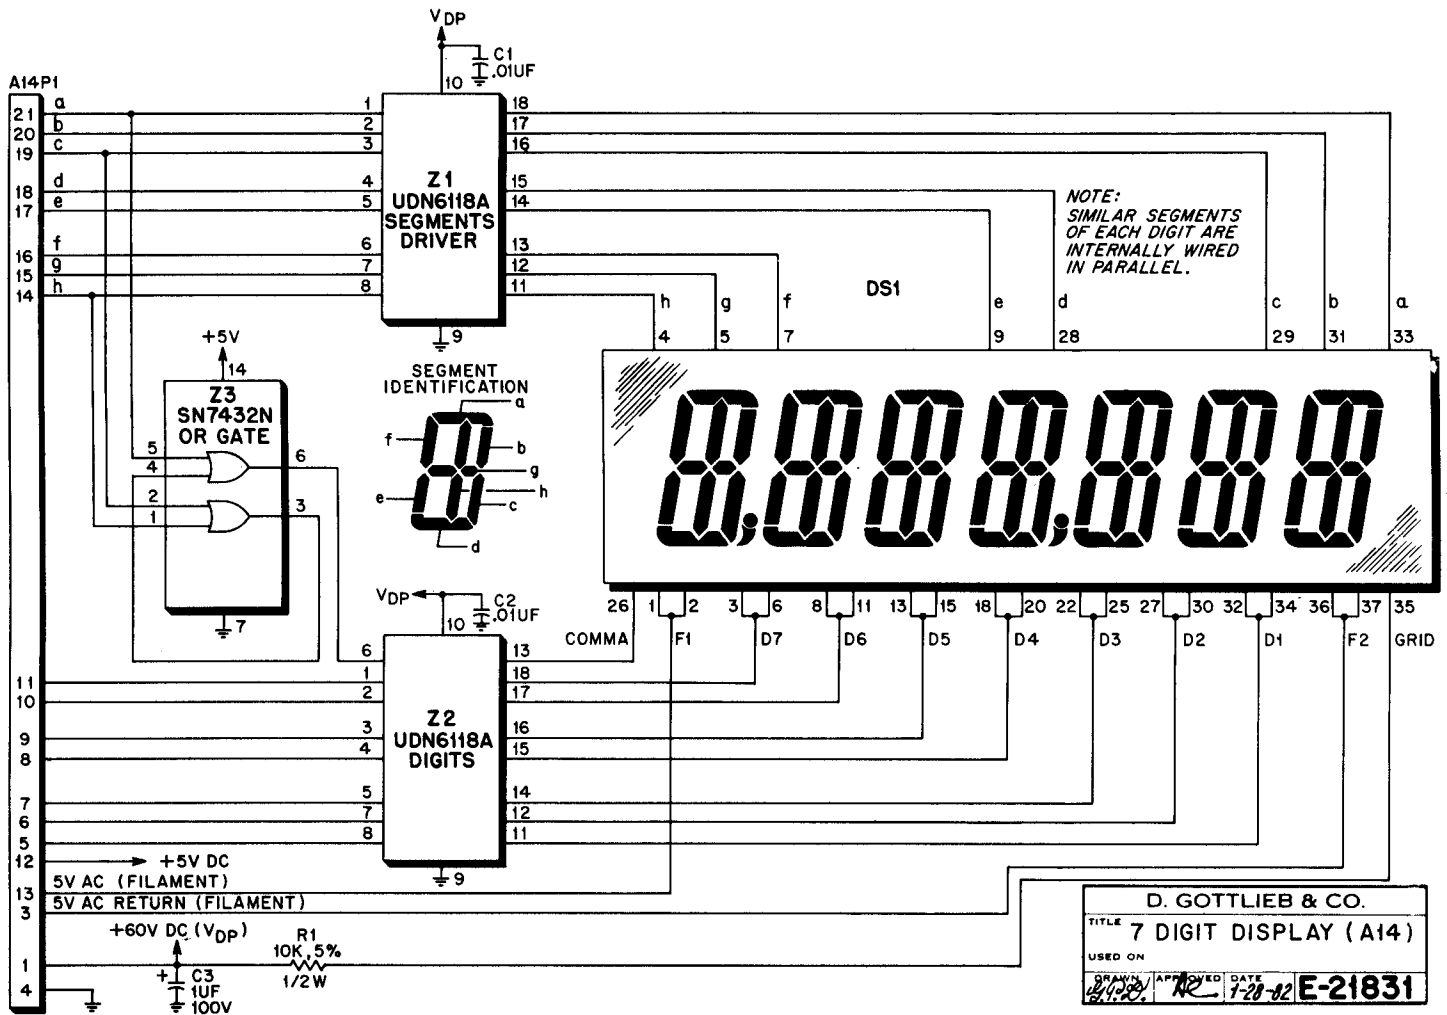 V DP
C1
.01UF
10
A14P1
21 a 1 18
20 b 2 17
19 c 3 16
18 d 4 15
17 e 5 14
16 f 6 13
15 g 7 12
14 h 8 11
Z1
UDN6118A
SEGMENTS
DRIVER
9
NOTE:
SIMILAR SEGMENTS
OF EACH DIGIT ARE
INTERNALLY WIRED
IN PARALLEL.
DS1
h g f e d c b a
4 5 7 9 28 29 31 33
+5V
14
Z3
SN7432N
OR GATE
5
4
6
2
1
3
7
SEGMENT
IDENTIFICATION
a
f
b
g
h
e
c
d
8.888.888
VDP
C2
.01UF
10
26 1 2 3 6 8 11 13 15 18 20 22 25 27 30 32 34 36 37 35
COMMA F1 D7 D6 D5 D4 D3 D2 D1 F2 GRID
6 13
11 1 18
10 2 17
9 3 16
8 4 15
7 5 14
6 7 12
5 8 11
Z2
UDN6118A
DIGITS
9
12 +5V DC
13 5V AC (FILAMENT)
3 5V AC RETURN (FILAMENT)
+60V DC (VDP)
R1
10K, 5%
1/2 W
1
+ C3
1UF
100V
4
D. GOTTLIEB & CO.
TITLE 7 DIGIT DISPLAY (A14)
USED ON
DRAWN APPROVED DATE
1-28-82
E-21831